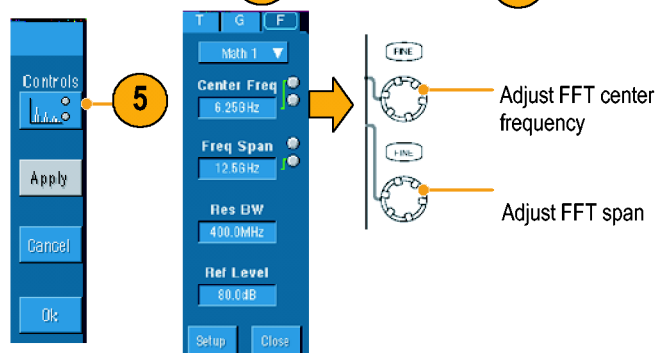 Controls
5
Apply
Cancel
Ok
T G F
Math 1
Center Freq
6.25GHz
Freq Span
12.5GHz
Res BW
400.0MHz
Ref Level
80.0dB
Setup Close
FINE
Adjust FFT center
frequency
FINE
Adjust FFT span